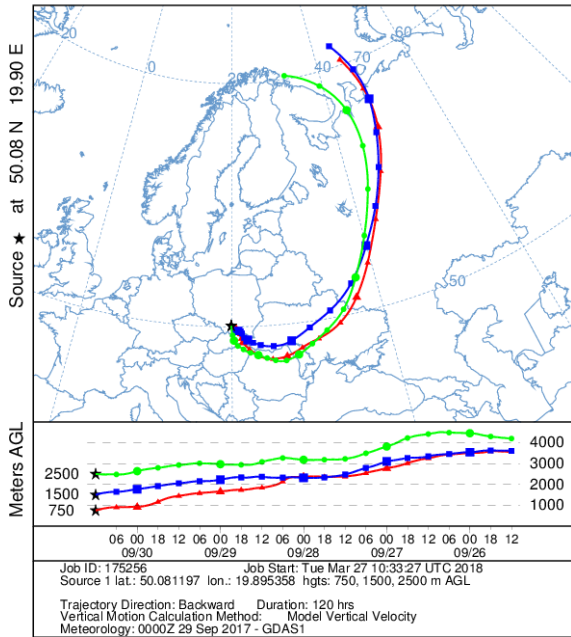 Source ★ at 50.08 N 19.90 E
20
0
20
40
60
70
60
50
Meters AGL
2500
1500
750
4000
3000
2000
1000
06 00 18 12 06 00 18 12 06 00 18 12 06 00 18 12 06 00 18 12
09/30 09/29 09/28 09/27 09/26
Job ID: 175256 Job Start: Tue Mar 27 10:33:27 UTC 2018
Source 1 lat.: 50.081197 lon.: 19.895358 hgts: 750, 1500, 2500 m AGL
Trajectory Direction: Backward Duration: 120 hrs
Vertical Motion Calculation Method: Model Vertical Velocity
Meteorology: 0000Z 29 Sep 2017 - GDAS1